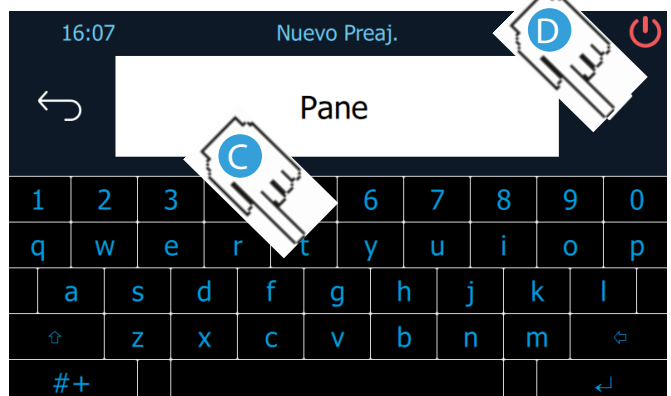 16:07 Nuevo Preaj. D
Pane
C
1 2 3 6 7 8 9 0
q w e r t y u i o p
a s d f g h j k l
z x c v b n m
#+